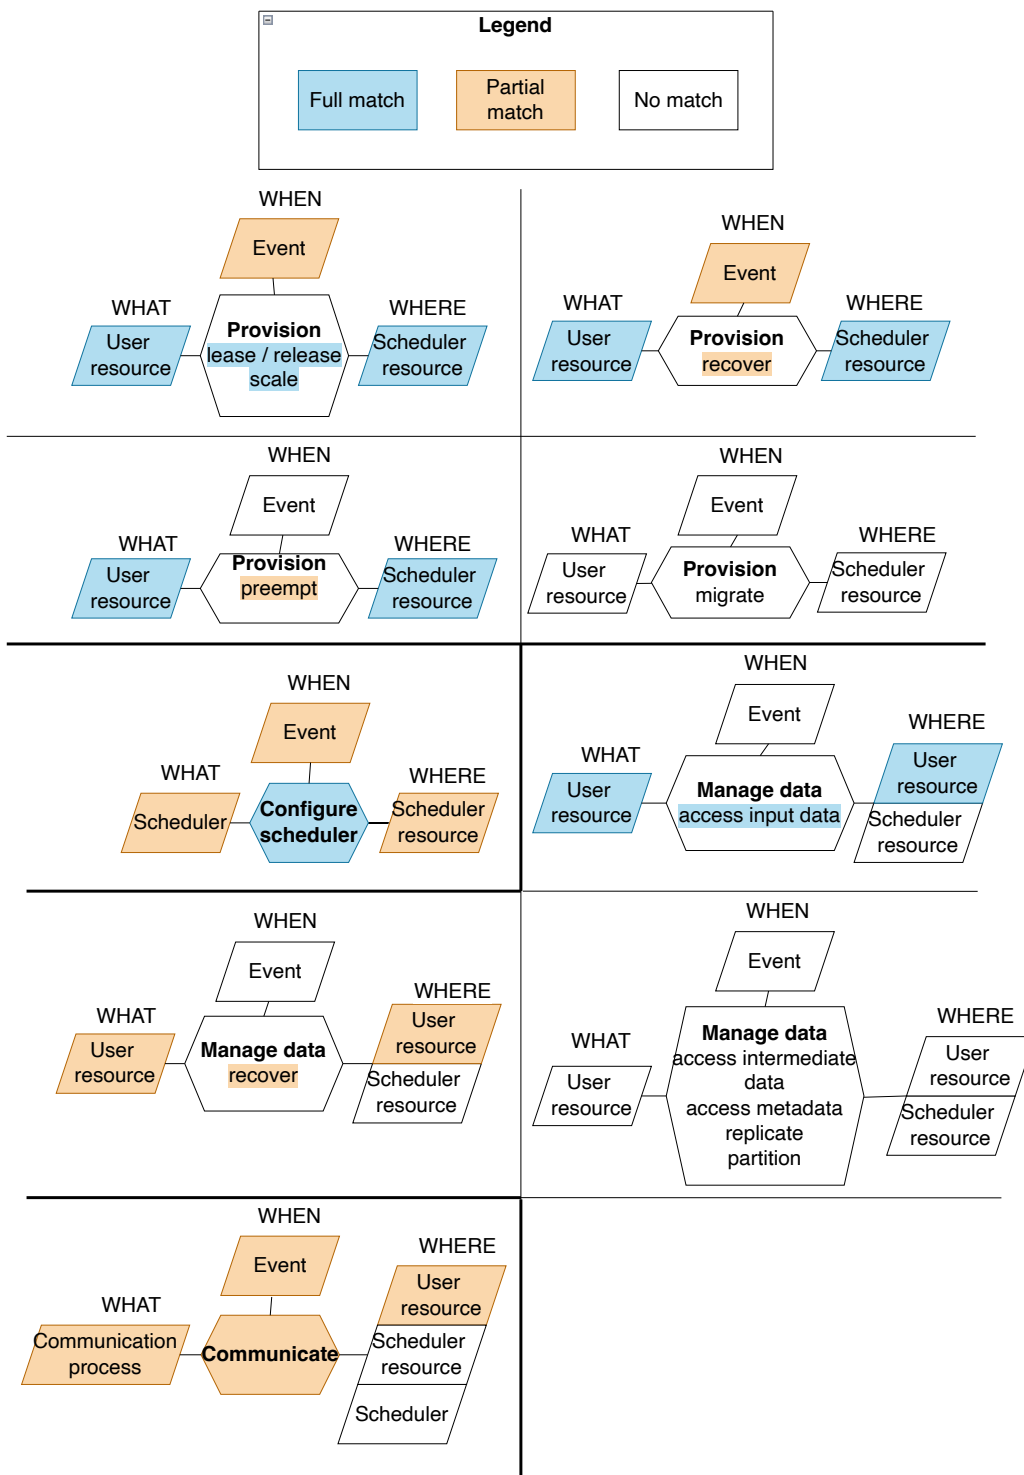 Legend
Full match
Partial
match
No match
WHEN
Event
WHAT
User
resource
Provision
lease / release
scale
WHERE
Scheduler
resource
WHEN
Event
WHAT
User
resource
Provision
recover
WHERE
Scheduler
resource
WHEN
Event
WHAT
User
resource
Provision
preempt
WHERE
Scheduler
resource
WHEN
Event
WHAT
User
resource
Provision
migrate
WHERE
Scheduler
resource
WHEN
Event
WHAT
Scheduler
Configure
scheduler
WHERE
Scheduler
resource
WHEN
Event
WHAT
User
resource
Manage data
access input data
WHERE
User
resource
Scheduler
resource
WHEN
Event
WHAT
User
resource
Manage data
recover
WHERE
User
resource
Scheduler
resource
WHEN
Event
WHAT
User
resource
Manage data
access intermediate
data
access metadata
replicate
partition
WHERE
User
resource
Scheduler
resource
WHEN
Event
WHAT
Communication
process
Communicate
WHERE
User
resource
Scheduler
resource
Scheduler